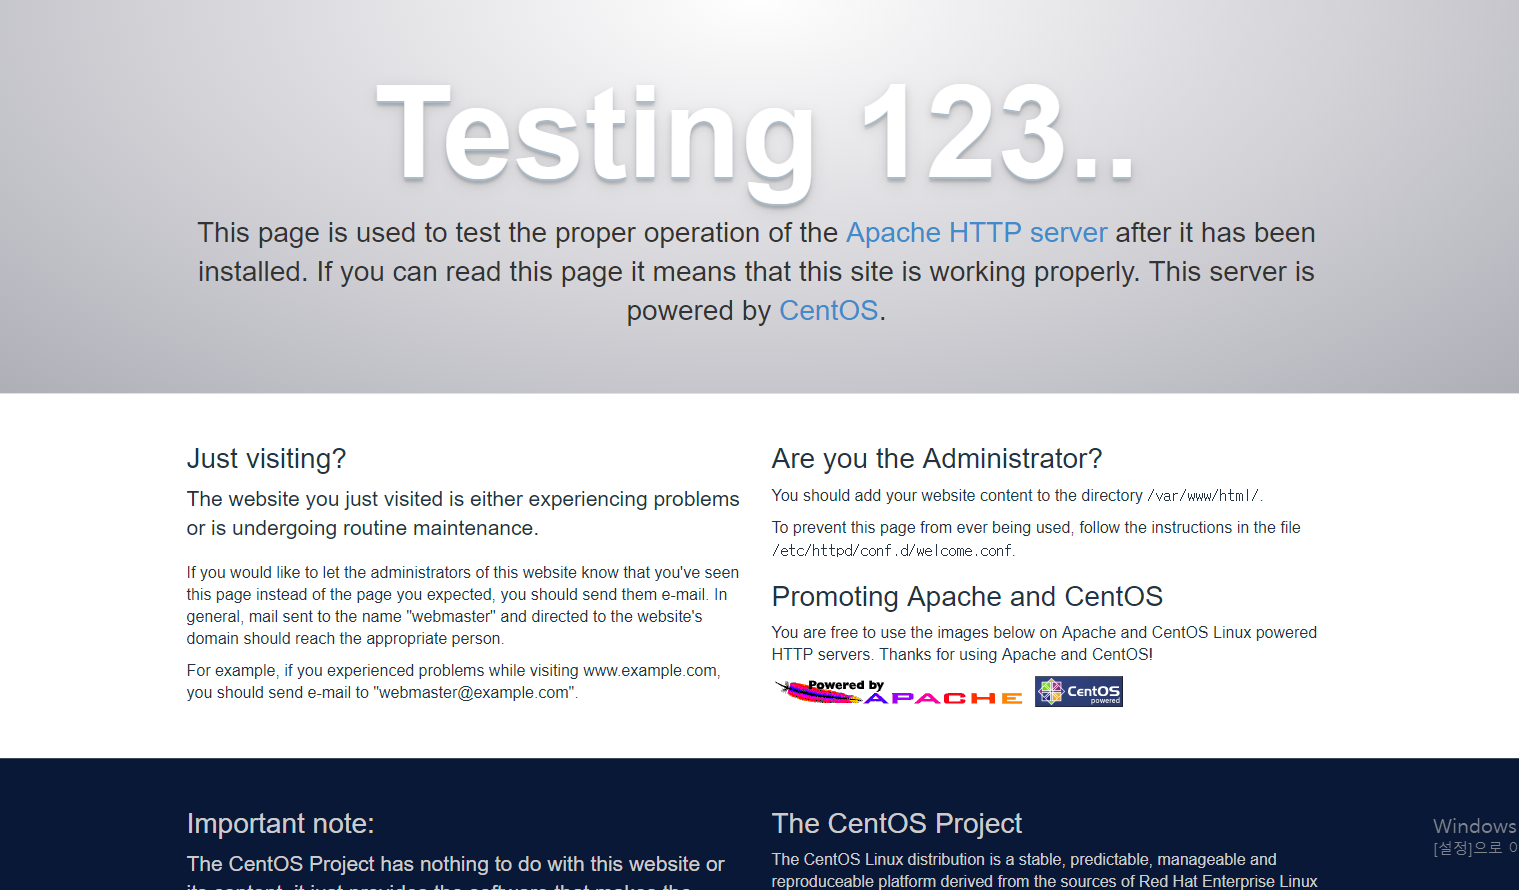 Testing 123..
This page is used to test the proper operation of the Apache HTTP server after it has been
installed. If you can read this page it means that this site is working properly. This server is
powered by CentOS.
Just visiting?
The website you just visited is either experiencing problems
or is undergoing routine maintenance.
If you would like to let the administrators of this website know that you've seen
this page instead of the page you expected, you should send them e-mail. In
general, mail sent to the name "webmaster" and directed to the website's
domain should reach the appropriate person.
For example, if you experienced problems while visiting www.example.com,
you should send e-mail to "webmaster@example.com".
Are you the Administrator?
You should add your website content to the directory /var/www/html/.
To prevent this page from ever being used, follow the instructions in the file
/etc/httpd/conf.d/welcome.conf.
Promoting Apache and CentOS
You are free to use the images below on Apache and CentOS Linux powered
HTTP servers. Thanks for using Apache and CentOS!
Powered by
APACHE
CentOS
powered
Important note:
The CentOS Project has nothing to do with this website or
its content, it just provides the software that makes the
The CentOS Project
The CentOS Linux distribution is a stable, predictable, manageable and
reproduceable platform derived from the sources of Red Hat Enterprise Linux
Windows
[설정]으로